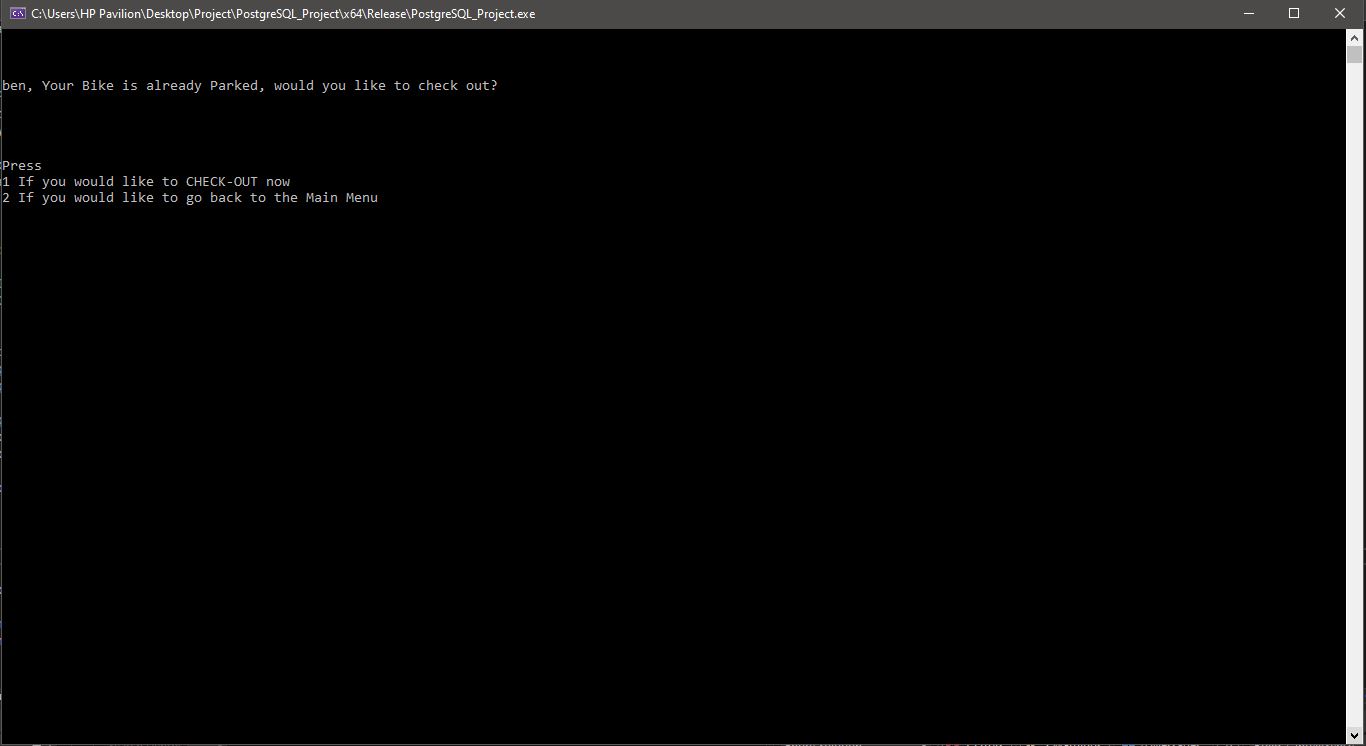 C:\Users\HP Pavilion\Desktop\Project\PostgreSQL_Project\x64\Release\PostgreSQL_Project.exe
ben, Your Bike is already Parked, would you like to check out?
Press
1 If you would like to CHECK-OUT now
2 If you would like to go back to the Main Menu